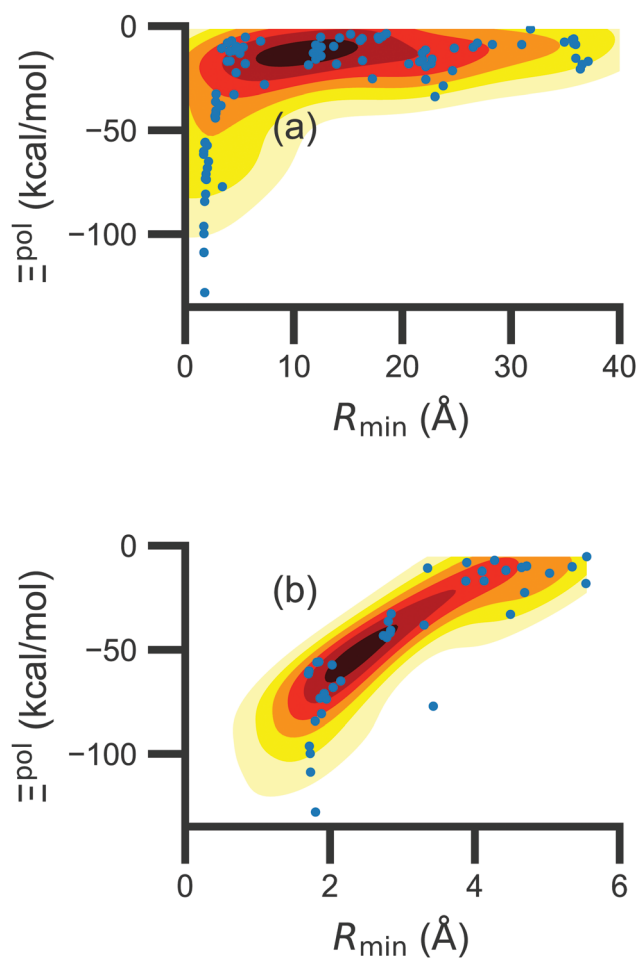 0
−50
−100
Ξpol (kcal/mol)
(a)
0 10 20 30 40
Rmin (Å)
0
−50
−100
Ξpol (kcal/mol)
(b)
0 2 4 6
Rmin (Å)